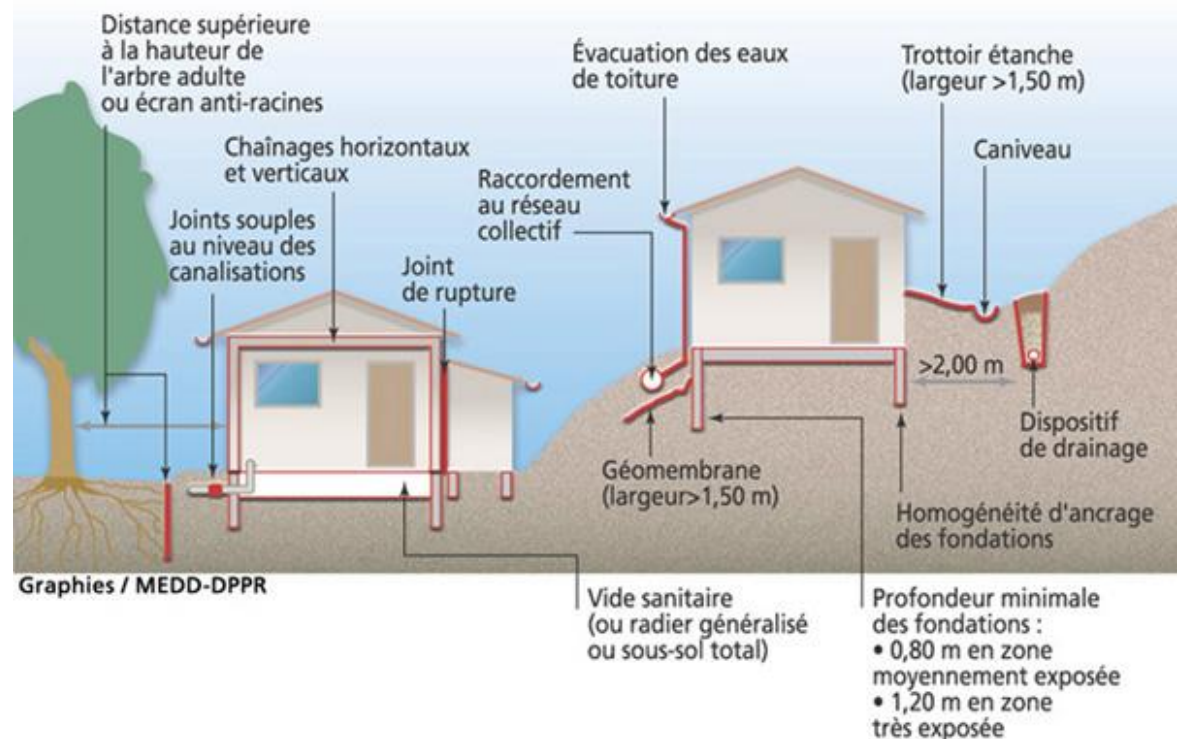 Distance supérieure
à la hauteur de
l'arbre adulte
ou écran anti-racines
Chaînages horizontaux
et verticaux
Joints souples
au niveau des
canalisations
Joint
de rupture
Évacuation des eaux
de toiture
Raccordement
au réseau
collectif
Trottoir étanche
(largeur >1,50 m)
Caniveau
>2,00 m
Dispositif
de drainage
Géomembrane
(largeur>1,50 m)
Homogénéité d'ancrage
des fondations
Graphies / MEDD-DPPR
Vide sanitaire
(ou radier généralisé
ou sous-sol total)
Profondeur minimale
des fondations :
• 0,80 m en zone
moyennement exposée
• 1,20 m en zone
très exposée